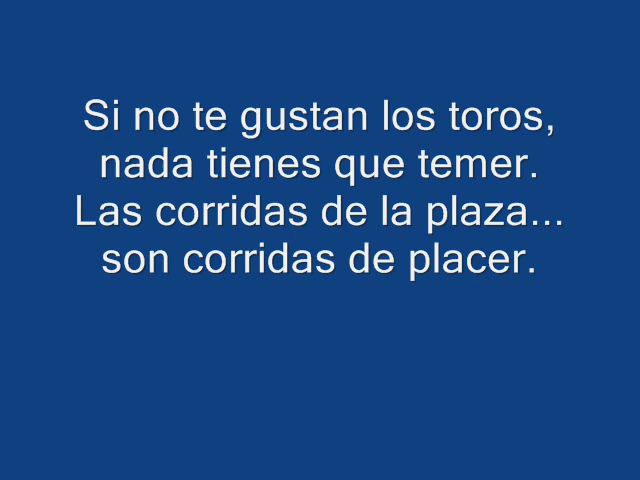 Si no te gustan los toros,
nada tienes que temer.
Las corridas de la plaza...
son corridas de placer.